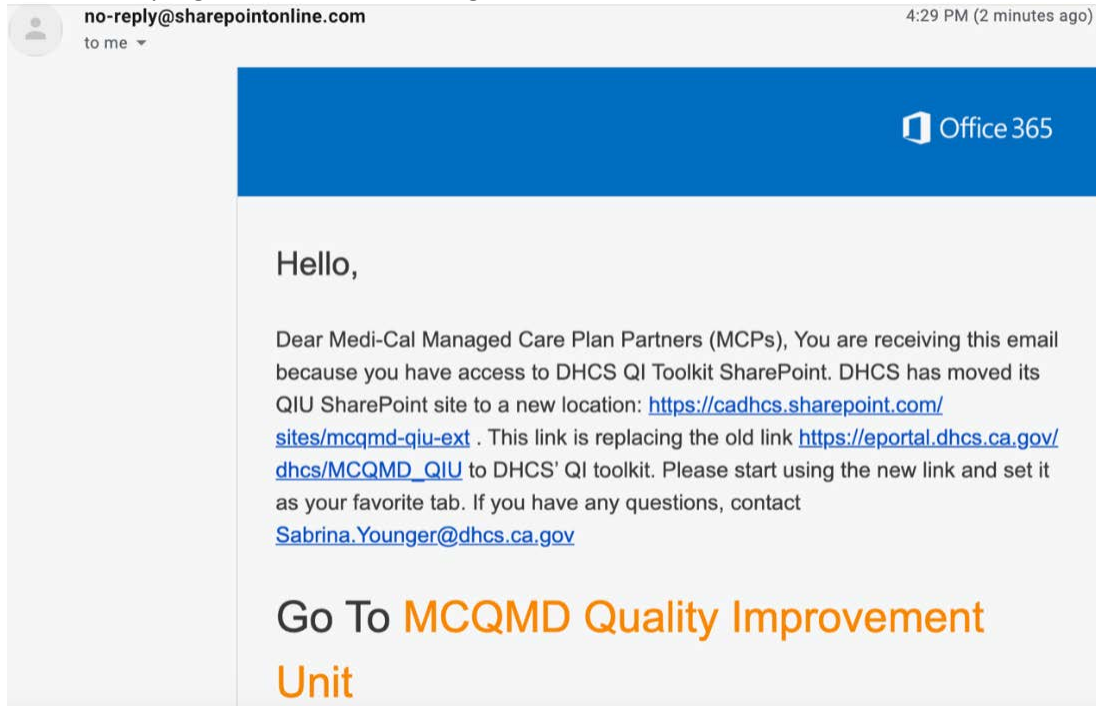 no-reply@sharepointonline.com
4:29 PM (2 minutes ago)
to me
Office 365
Hello,
Dear Medi-Cal Managed Care Plan Partners (MCPs), You are receiving this email
because you have access to DHCS QI Toolkit SharePoint. DHCS has moved its
QIU SharePoint site to a new location: https://cadhcs.sharepoint.com/
sites/mcqmd-qiu-ext . This link is replacing the old link https://eportal.dhcs.ca.gov/
dhcs/MCQMD_QIU to DHCS' QI toolkit. Please start using the new link and set it
as your favorite tab. If you have any questions, contact
Sabrina.Younger@dhcs.ca.gov
Go To MCQMD Quality Improvement
Unit